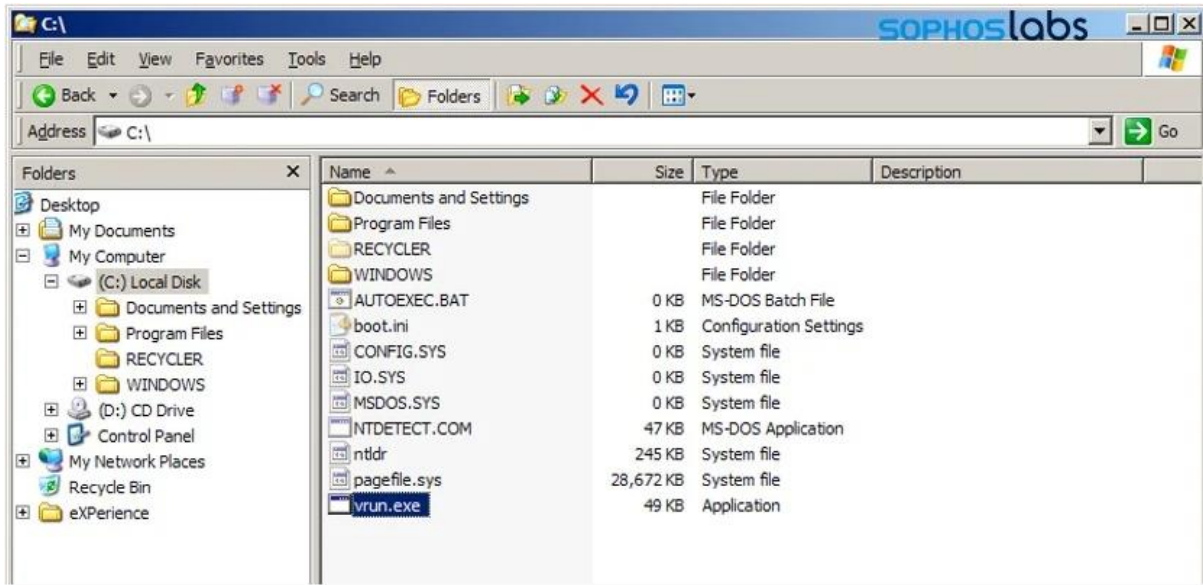 C:\
SOPHOSlabs
File Edit View Favorites Tools Help
Back Search Folders
Address C:\ Go
Folders Name Size Type Description
Desktop
My Documents
My Computer
(C:) Local Disk
Documents and Settings
Program Files
RECYCLER
WINDOWS
(D:) CD Drive
Control Panel
My Network Places
Recycle Bin
eXPerience
Documents and Settings File Folder
Program Files File Folder
RECYCLER File Folder
WINDOWS File Folder
AUTOEXEC.BAT 0 KB MS-DOS Batch File
boot.ini 1 KB Configuration Settings
CONFIG.SYS 0 KB System file
IO.SYS 0 KB System file
MSDOS.SYS 0 KB System file
NTDETECT.COM 47 KB MS-DOS Application
ntldr 245 KB System file
pagefile.sys 28,672 KB System file
vrun.exe 49 KB Application